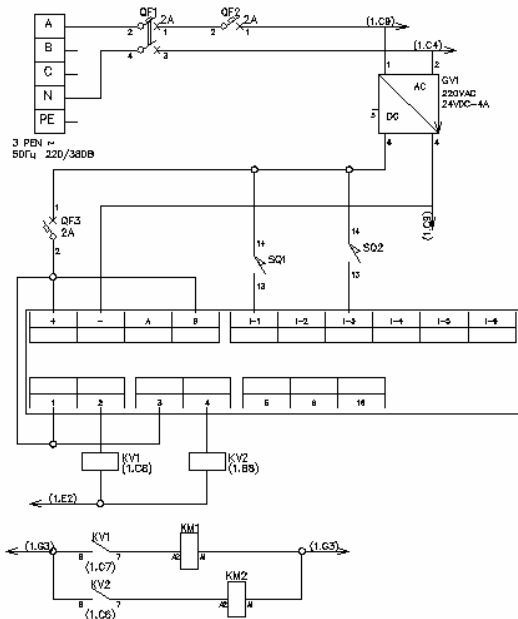 A
B
C
N
PE
3 PEN ~
50Гц 220/380В
QF1
2A
2
1
4
3
QF2
2A
2
1
(1.C9)
(1.C4)
1
2
AC
DC
3
4
4
GV1
220VAC
24VDC-4A
(1.C9)
1
QF3
2A
2
14
SQ1
13
14
SQ2
13
+
-
A
B
I-1
I-2
I-3
I-4
I-5
I-6
1
2
3
4
5
8
16
KV1
(1.C8)
KV2
(1.B8)
(1.E2)
(1.G3)
KV1
8
7
(1.C7)
KM1
A2
A1
(1.G3)
KV2
8
7
(1.C6)
KM2
A2
A1